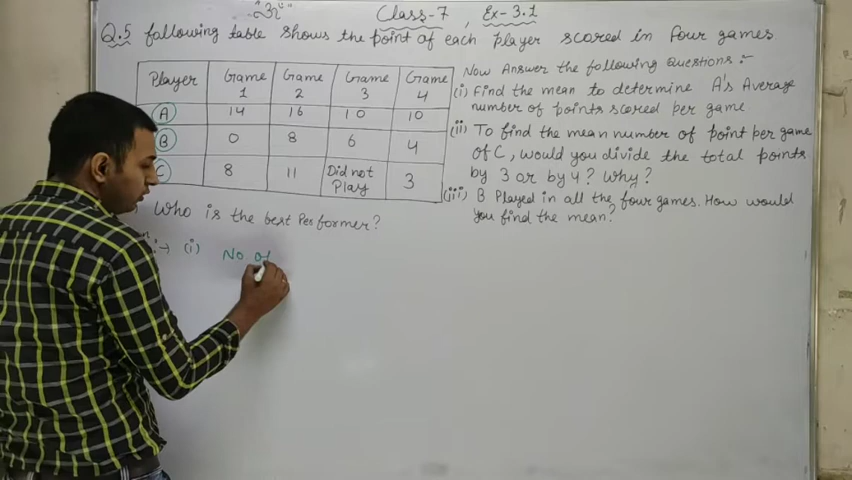 Class-7, Ex-3.1
Q.5 following table shows the point of each player scored in four games
Player Game 1 Game 2 Game 3 Game 4
A 14 16 10 10
B 0 8 6 4
C 8 11 Did not Play 3
Now Answer the following questions:-
(i) Find the mean to determine A's Average
number of points scored per game
(ii) To find the mean number of point per game
of C, would you divide the total points
by 3 or by 4? Why?
(iii) B Played in all the four games. How would
you find the mean?
Who is the best Performer?
(i) No of